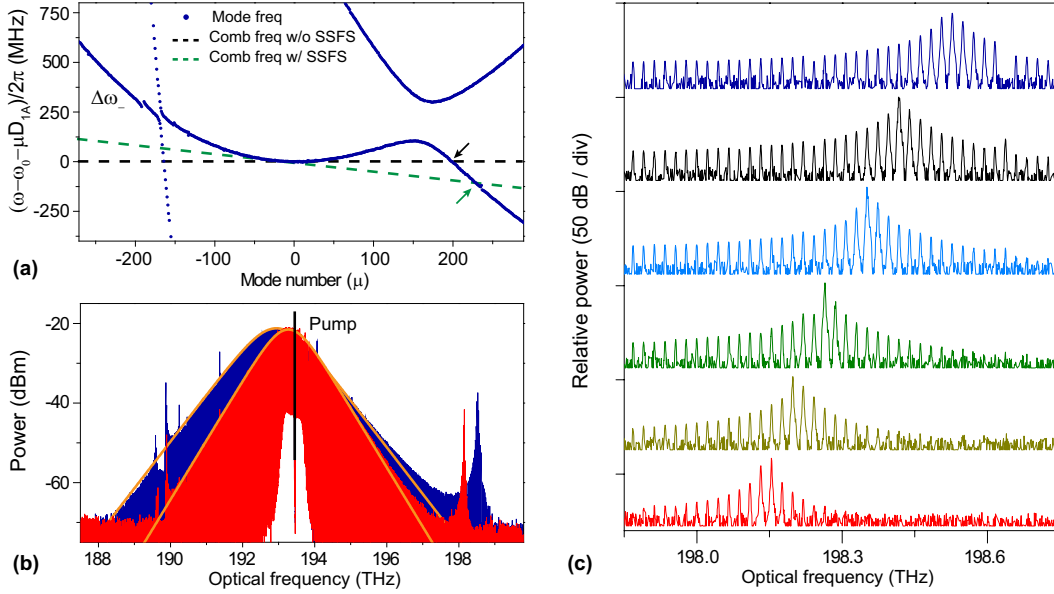 Mode freq
Comb freq w/o SSFS
Comb freq w/ SSFS
Δω_
(ω−ω₀−μD₁ₐ)/2π (MHz)
750
500
250
0
-250
-200
-100
0
100
200
Mode number (μ)
(a)
Pump
Power (dBm)
-20
-40
-60
188
190
192
194
196
198
Optical frequency (THz)
(b)
Relative power (50 dB / div)
198.0
198.3
198.6
Optical frequency (THz)
(c)